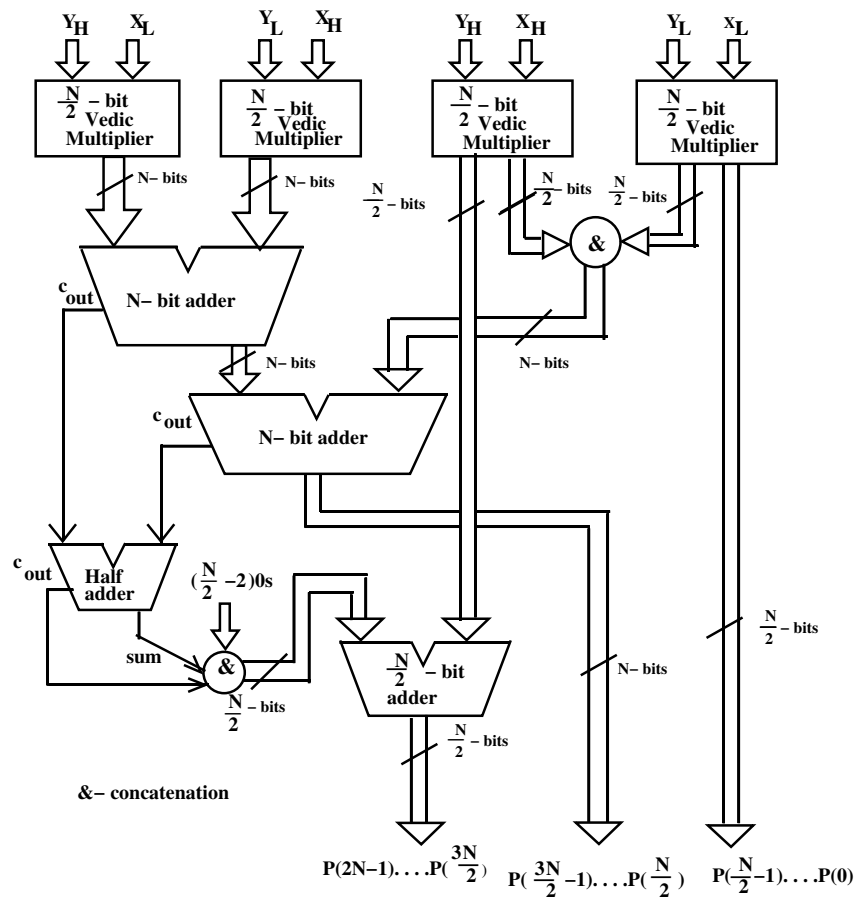 Y_H X_L Y_L X_H Y_H X_H Y_L X_L
N/2 – bit Vedic Multiplier
N/2 – bit Vedic Multiplier
N/2 – bit Vedic Multiplier
N/2 – bit Vedic Multiplier
N– bits
N– bits
N/2 – bits
N/2 – bits
N/2 – bits
&
c_out
N– bit adder
N– bits
N– bits
c_out
N– bit adder
c_out
Half adder
(N/2 –2)0s
sum
&
N/2 – bits
N/2 – bit adder
N/2 – bits
N– bits
N/2 – bits
&– concatenation
P(2N–1). . . .P(3N/2)
P(3N/2 –1). . . .P(N/2)
P(N/2 –1). . . .P(0)